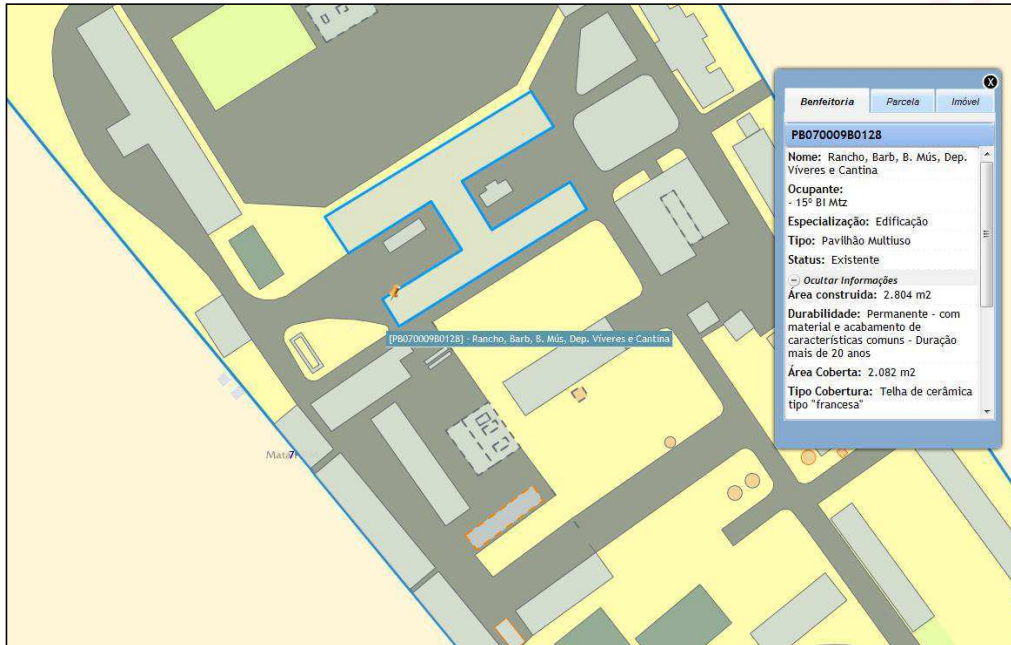 X
Benfeitoria Parcela Imóvel
PB070009B0128
Nome: Rancho, Barb, B. Mús, Dep.
Víveres e Cantina
Ocupante:
- 15º BI Mtz
Especialização: Edificação
Tipo: Pavilhão Multiuso
Status: Existente
Ocultar Informações
Área construida: 2.804 m2
Durabilidade: Permanente - com
material e acabamento de
características comuns - Duração
mais de 20 anos
Área Coberta: 2.082 m2
Tipo Cobertura: Telha de cerâmica
tipo "francesa"
[PB070009B0128] - Rancho, Barb, B. Mús, Dep. Víveres e Cantina